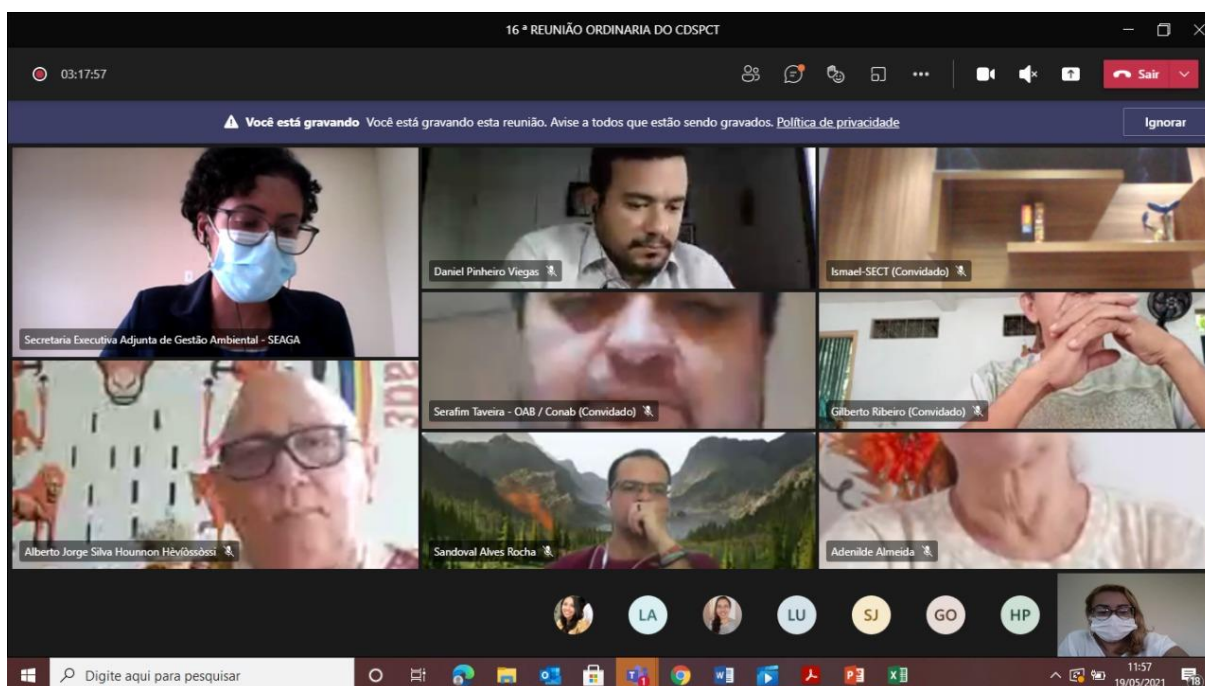 16 ª REUNIÃO ORDINARIA DO CDSPCT
03:17:57
Sair
Você está gravando Você está gravando esta reunião. Avise a todos que estão sendo gravados. Política de privacidade
Ignorar
Secretaria Executiva Adjunta de Gestão Ambiental - SEAGA
Daniel Pinheiro Viegas
Ismael-SECT (Convidado)
Serafim Taveira - OAB / Conab (Convidado)
Gilberto Ribeiro (Convidado)
Alberto Jorge Silva Hounnon Hèvíòssòssi
Sandoval Alves Rocha
Adenilde Almeida
LA
LU
SJ
GO
HP
Digite aqui para pesquisar
11:57
19/05/2021
18